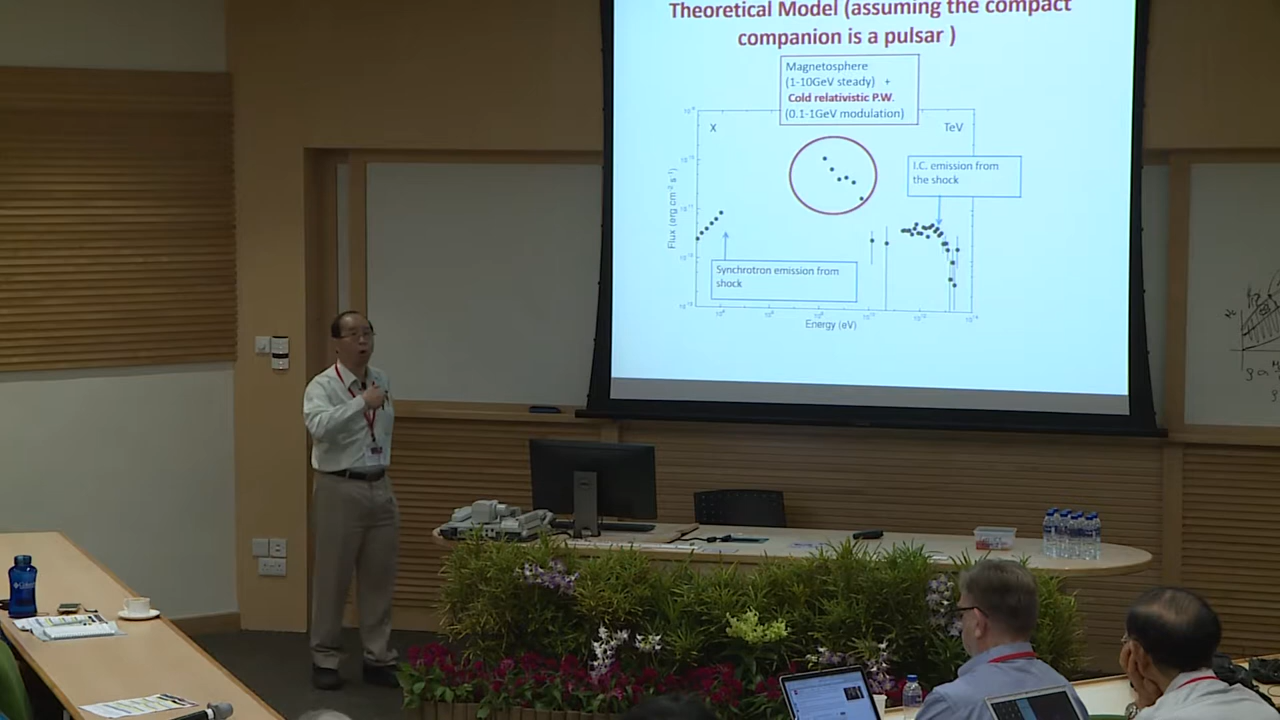 Theoretical Model (assuming the compact
companion is a pulsar )
Magnetosphere
(1-10GeV steady) +
Cold relativistic P.W.
(0.1-1GeV modulation)
X
TeV
I.C. emission from
the shock
Flux (erg cm⁻² s⁻¹)
Synchrotron emission from
shock
Energy (eV)